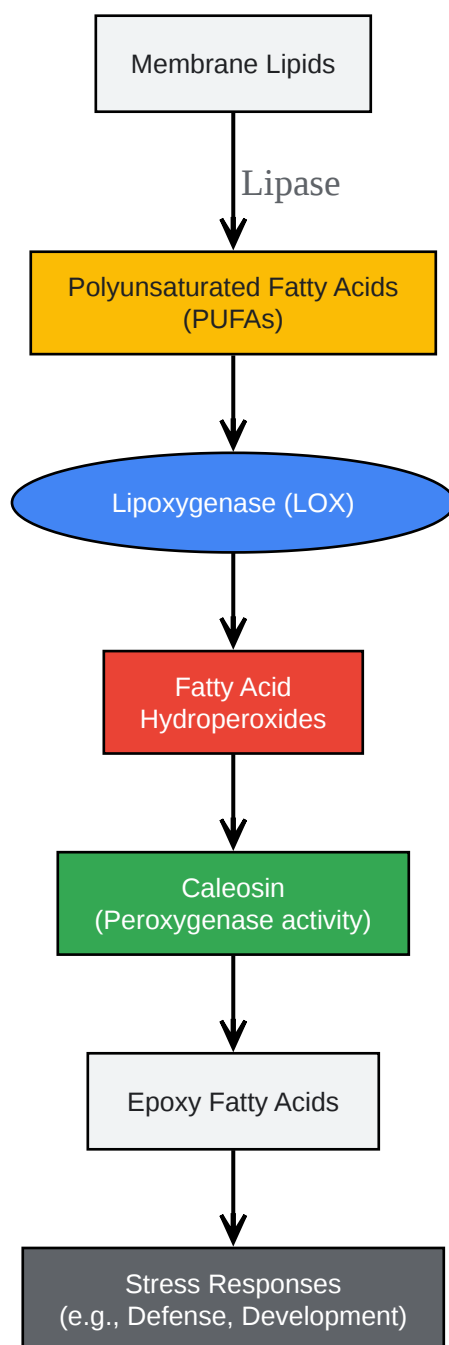 Membrane Lipids
Lipase
Polyunsaturated Fatty Acids
(PUFAs)
Lipoxygenase (LOX)
Fatty Acid
Hydroperoxides
Caleosin
(Peroxygenase activity)
Epoxy Fatty Acids
Stress Responses
(e.g., Defense, Development)